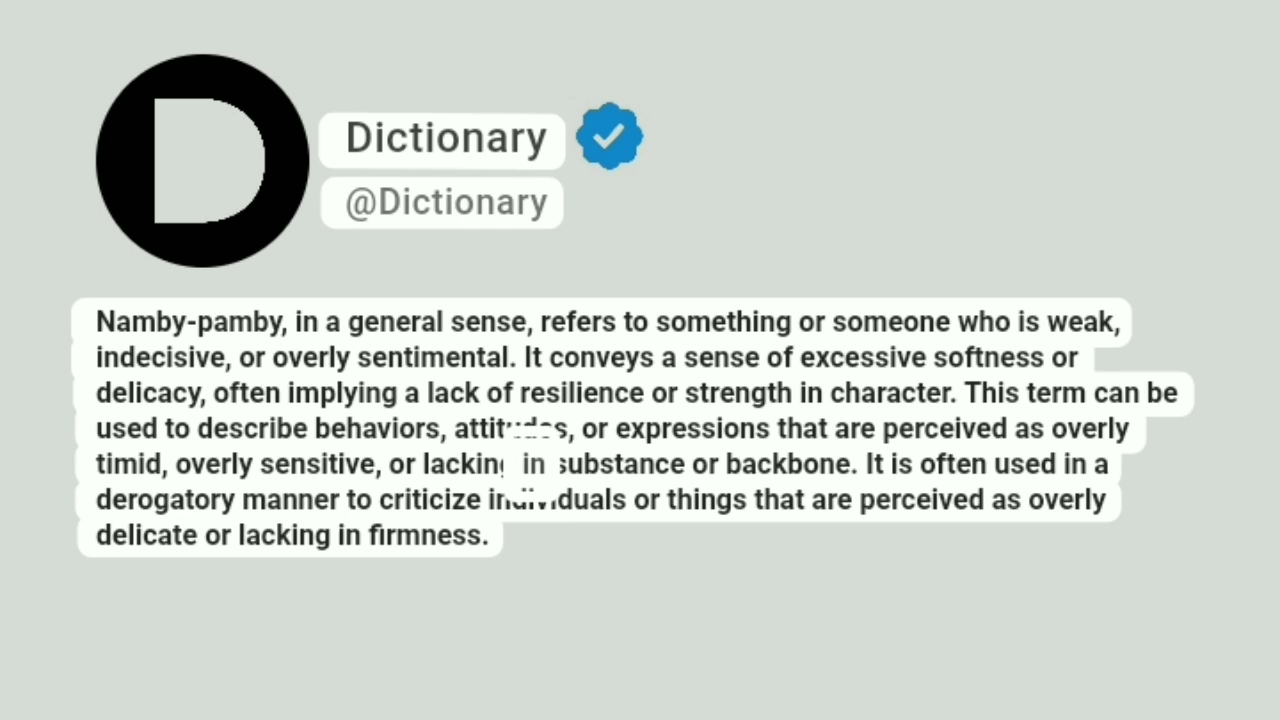 D
Dictionary
@Dictionary
Namby-pamby, in a general sense, refers to something or someone who is weak,
indecisive, or overly sentimental. It conveys a sense of excessive softness or
delicacy, often implying a lack of resilience or strength in character. This term can be
used to describe behaviors, attitudes, or expressions that are perceived as overly
timid, overly sensitive, or lacking in substance or backbone. It is often used in a
derogatory manner to criticize individuals or things that are perceived as overly
delicate or lacking in firmness.